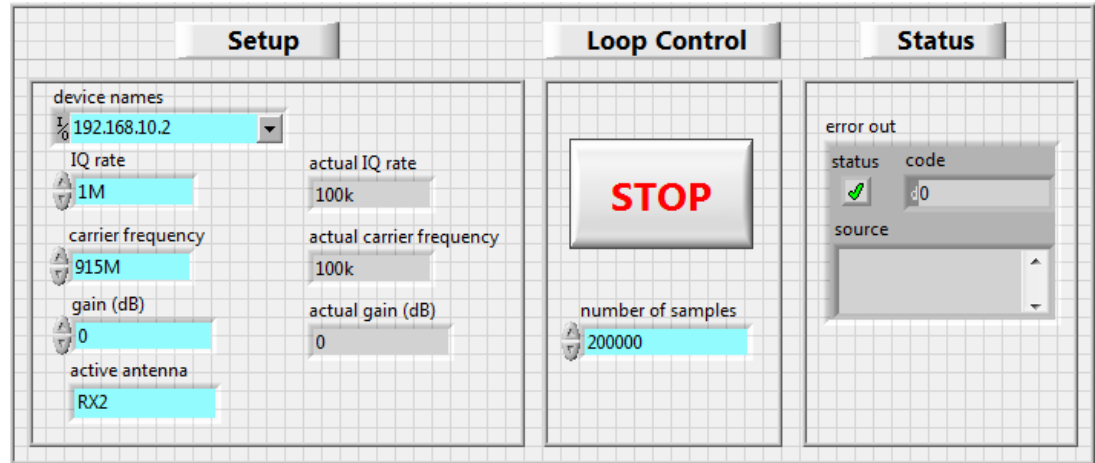 Setup
Loop Control
Status
device names
I/0
192.168.10.2
IQ rate
1M
actual IQ rate
100k
carrier frequency
915M
actual carrier frequency
100k
gain (dB)
0
actual gain (dB)
0
active antenna
RX2
STOP
number of samples
200000
error out
status
code
d0
source